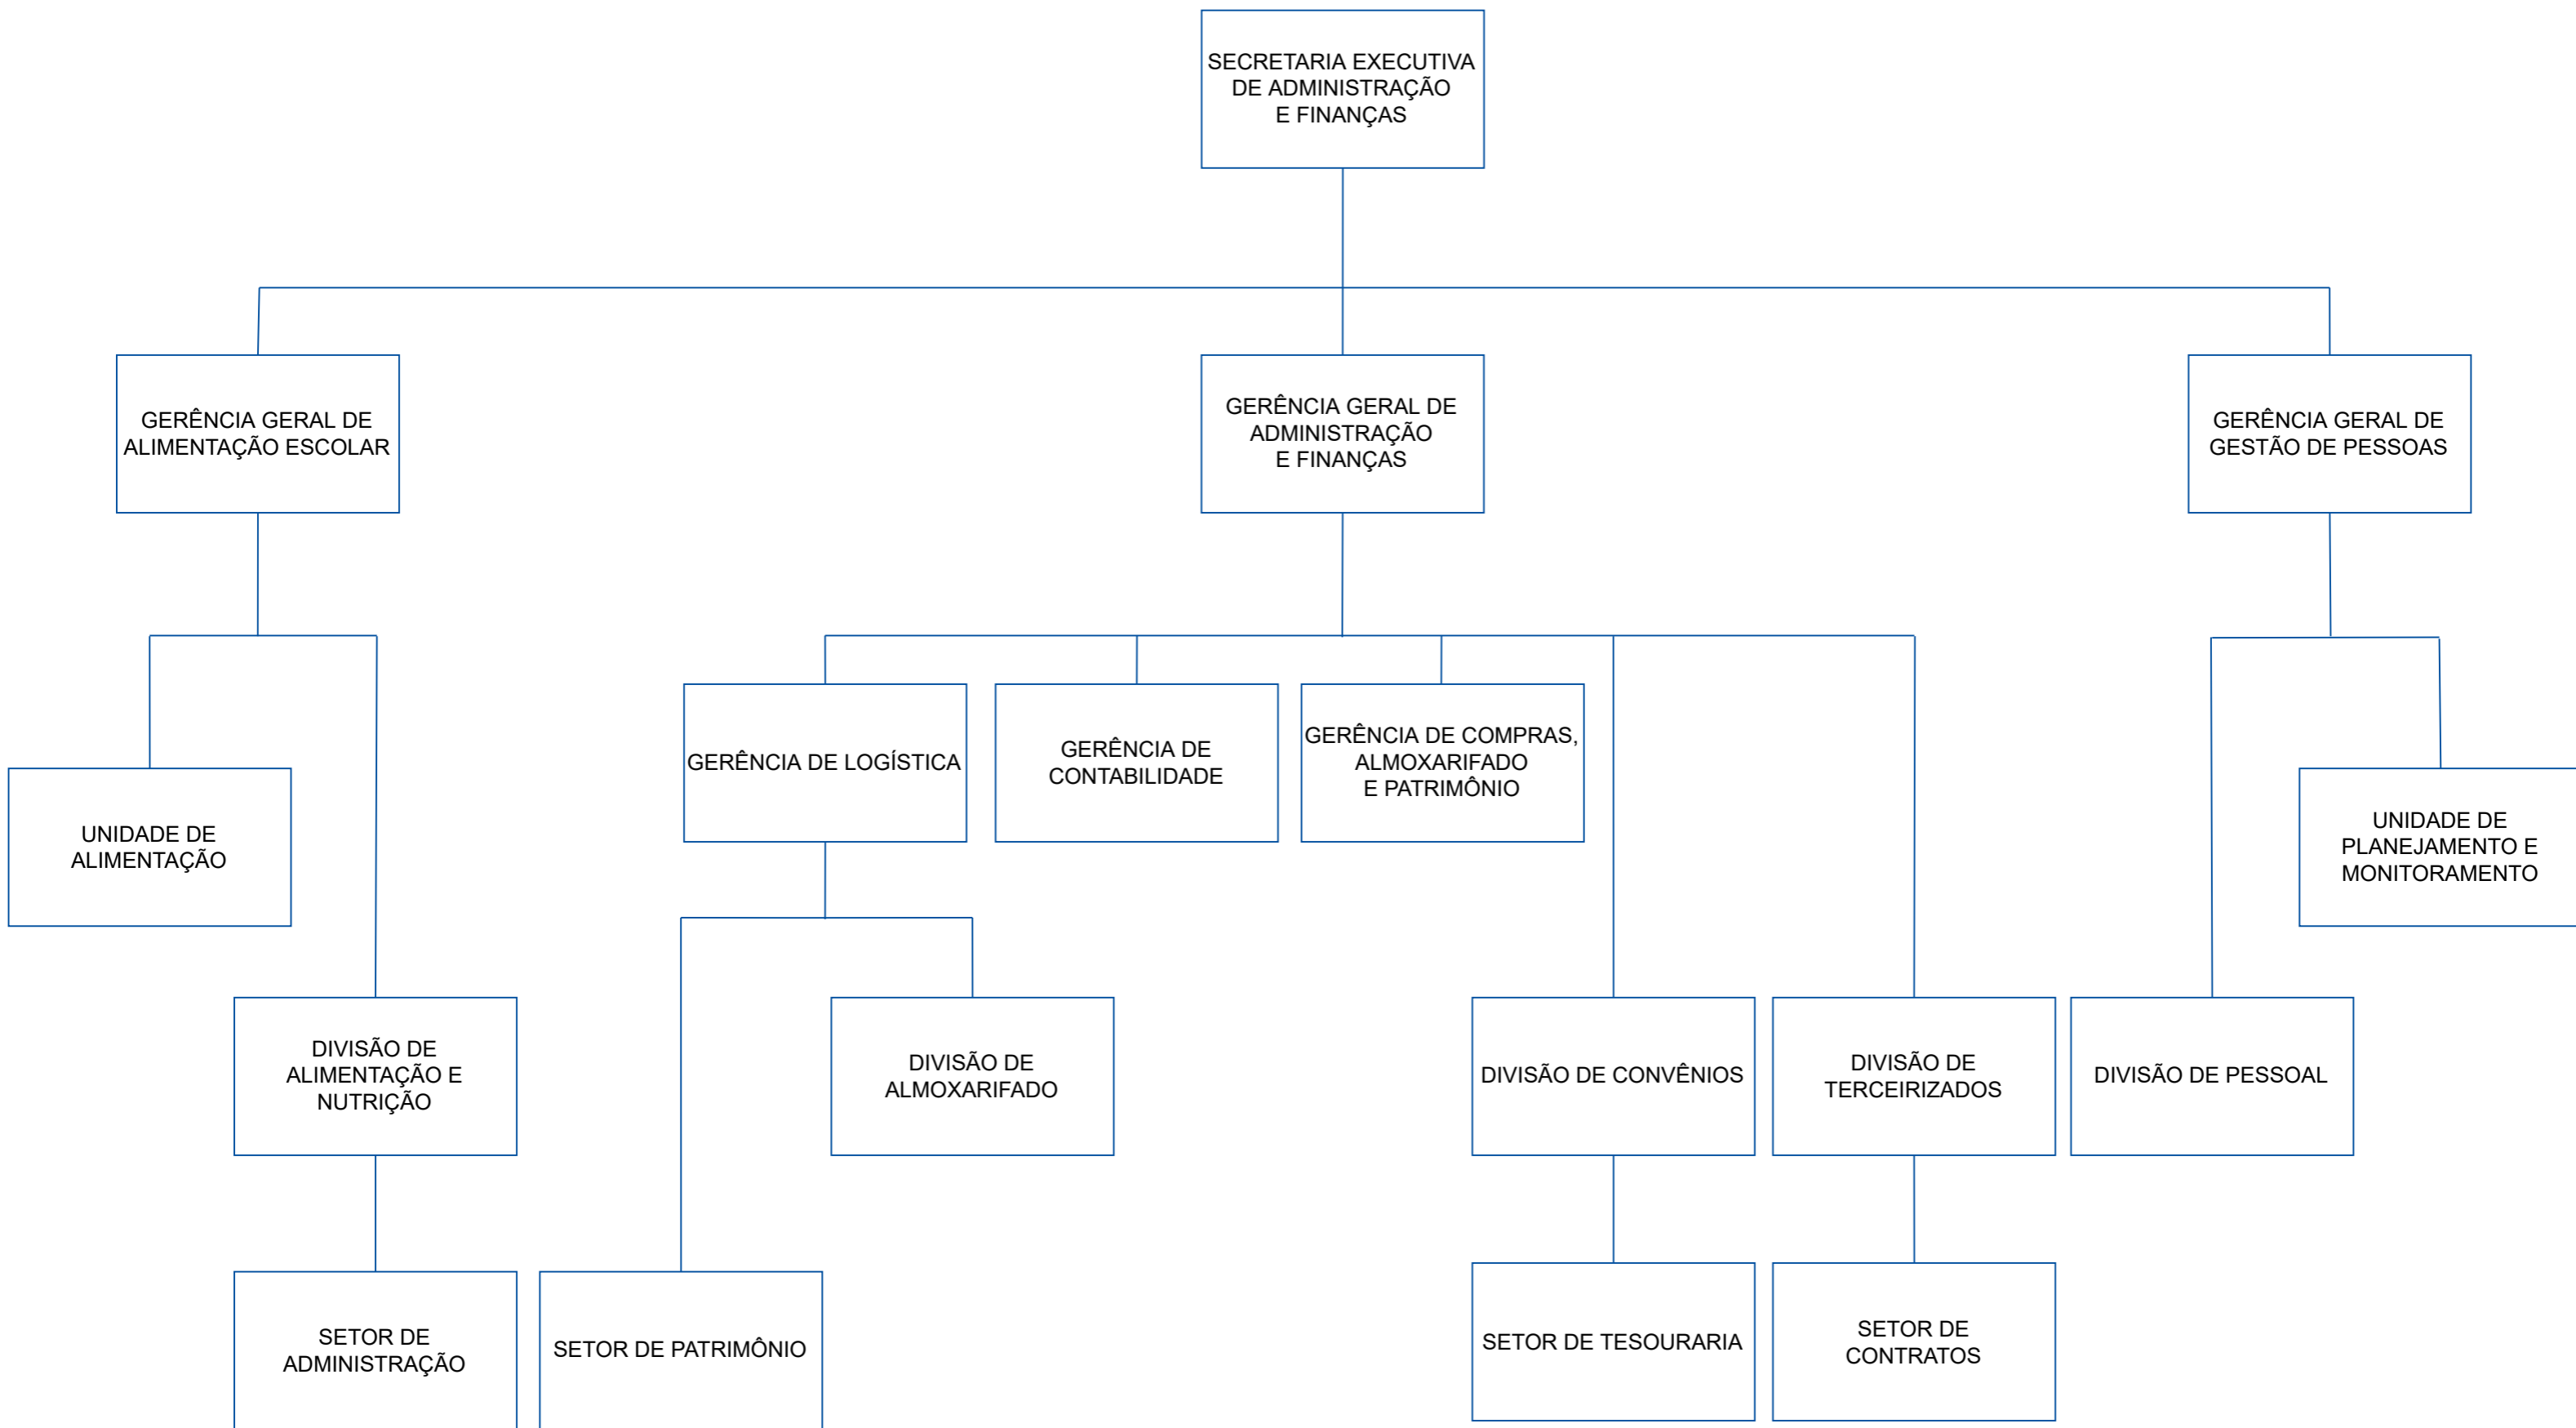 SECRETARIA EXECUTIVA
DE ADMINISTRAÇÃO
E FINANÇAS
GERÊNCIA GERAL DE
ALIMENTAÇÃO ESCOLAR
GERÊNCIA GERAL DE
ADMINISTRAÇÃO
E FINANÇAS
GERÊNCIA GERAL DE
GESTÃO DE PESSOAS
GERÊNCIA DE LOGÍSTICA
GERÊNCIA DE
CONTABILIDADE
GERÊNCIA DE COMPRAS,
ALMOXARIFADO
E PATRIMÔNIO
UNIDADE DE
ALIMENTAÇÃO
UNIDADE DE
PLANEJAMENTO E
MONITORAMENTO
DIVISÃO DE
ALIMENTAÇÃO E
NUTRIÇÃO
DIVISÃO DE
ALMOXARIFADO
DIVISÃO DE CONVÊNIOS
DIVISÃO DE
TERCEIRIZADOS
DIVISÃO DE PESSOAL
SETOR DE
ADMINISTRAÇÃO
SETOR DE PATRIMÔNIO
SETOR DE TESOURARIA
SETOR DE
CONTRATOS